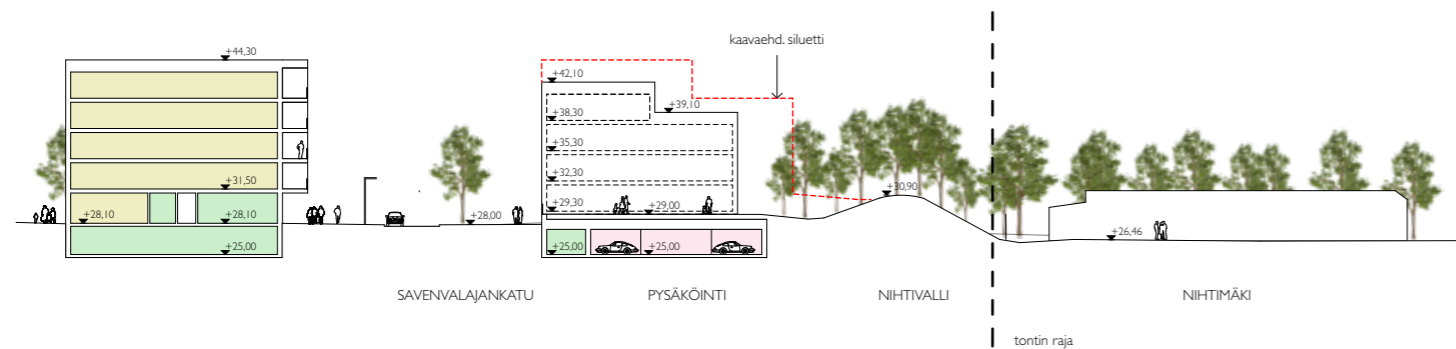 kaavaehd. siluetti
+44,30
+42,10
+39,10
+38,30
+35,30
+32,30
+31,50
+30,90
+29,30
+29,00
+28,10
+28,10
+28,00
+26,46
+25,00
+25,00
+25,00
SAVENVALAJANKATU
PYSÄKÖINTI
NIHTIVALLI
NIHTIMÄKI
tontin raja